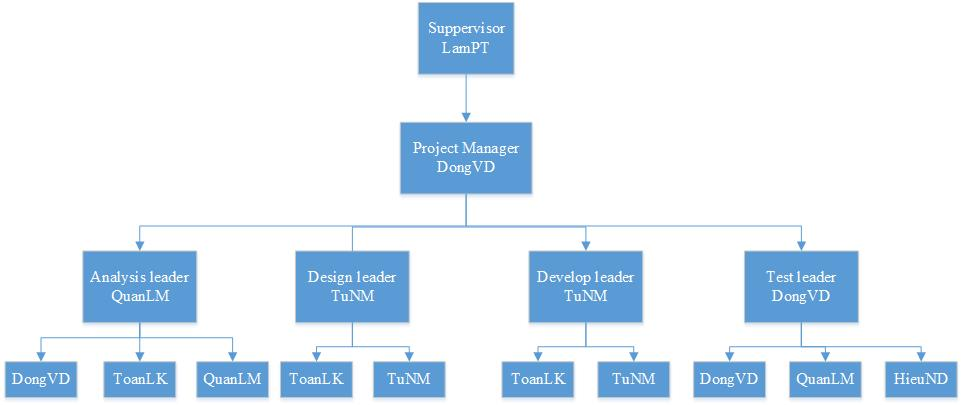 Suppervisor
LamPT
Project Manager
DongVD
Analysis leader
QuanLM
Design leader
TuNM
Develop leader
TuNM
Test leader
DongVD
DongVD
ToanLK
QuanLM
ToanLK
TuNM
ToanLK
TuNM
DongVD
QuanLM
HieuND